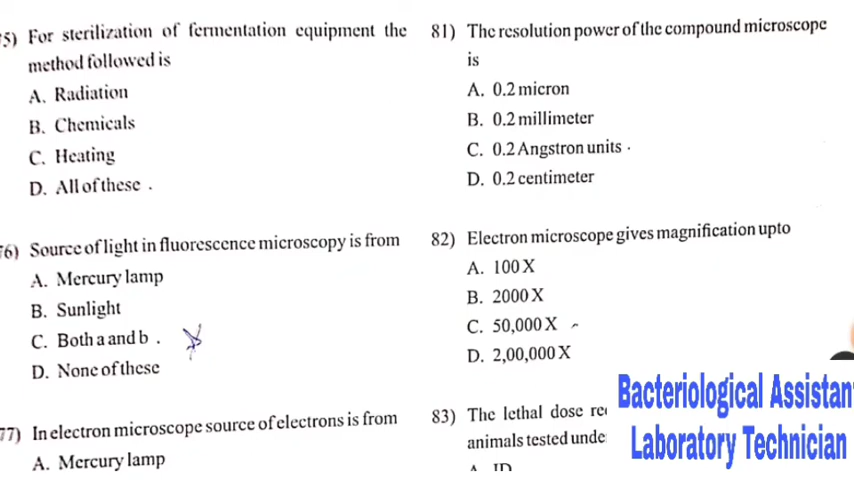 5) For sterilization of fermentation equipment the
method followed is
A. Radiation
B. Chemicals
C. Heating
D. All of these .
76) Source of light in fluorescence microscopy is from
A. Mercury lamp
B. Sunlight
C. Both a and b .
D. None of these
77) In electron microscope source of electrons is from
A. Mercury lamp
81) The resolution power of the compound microscope
is
A. 0.2 micron
B. 0.2 millimeter
C. 0.2 Angstron units .
D. 0.2 centimeter
82) Electron microscope gives magnification upto
A. 100 X
B. 2000 X
C. 50,000 X
D. 2,00,000 X
83) The lethal dose
animals tested unde
A. ID
Bacteriological Assistan
Laboratory Technician